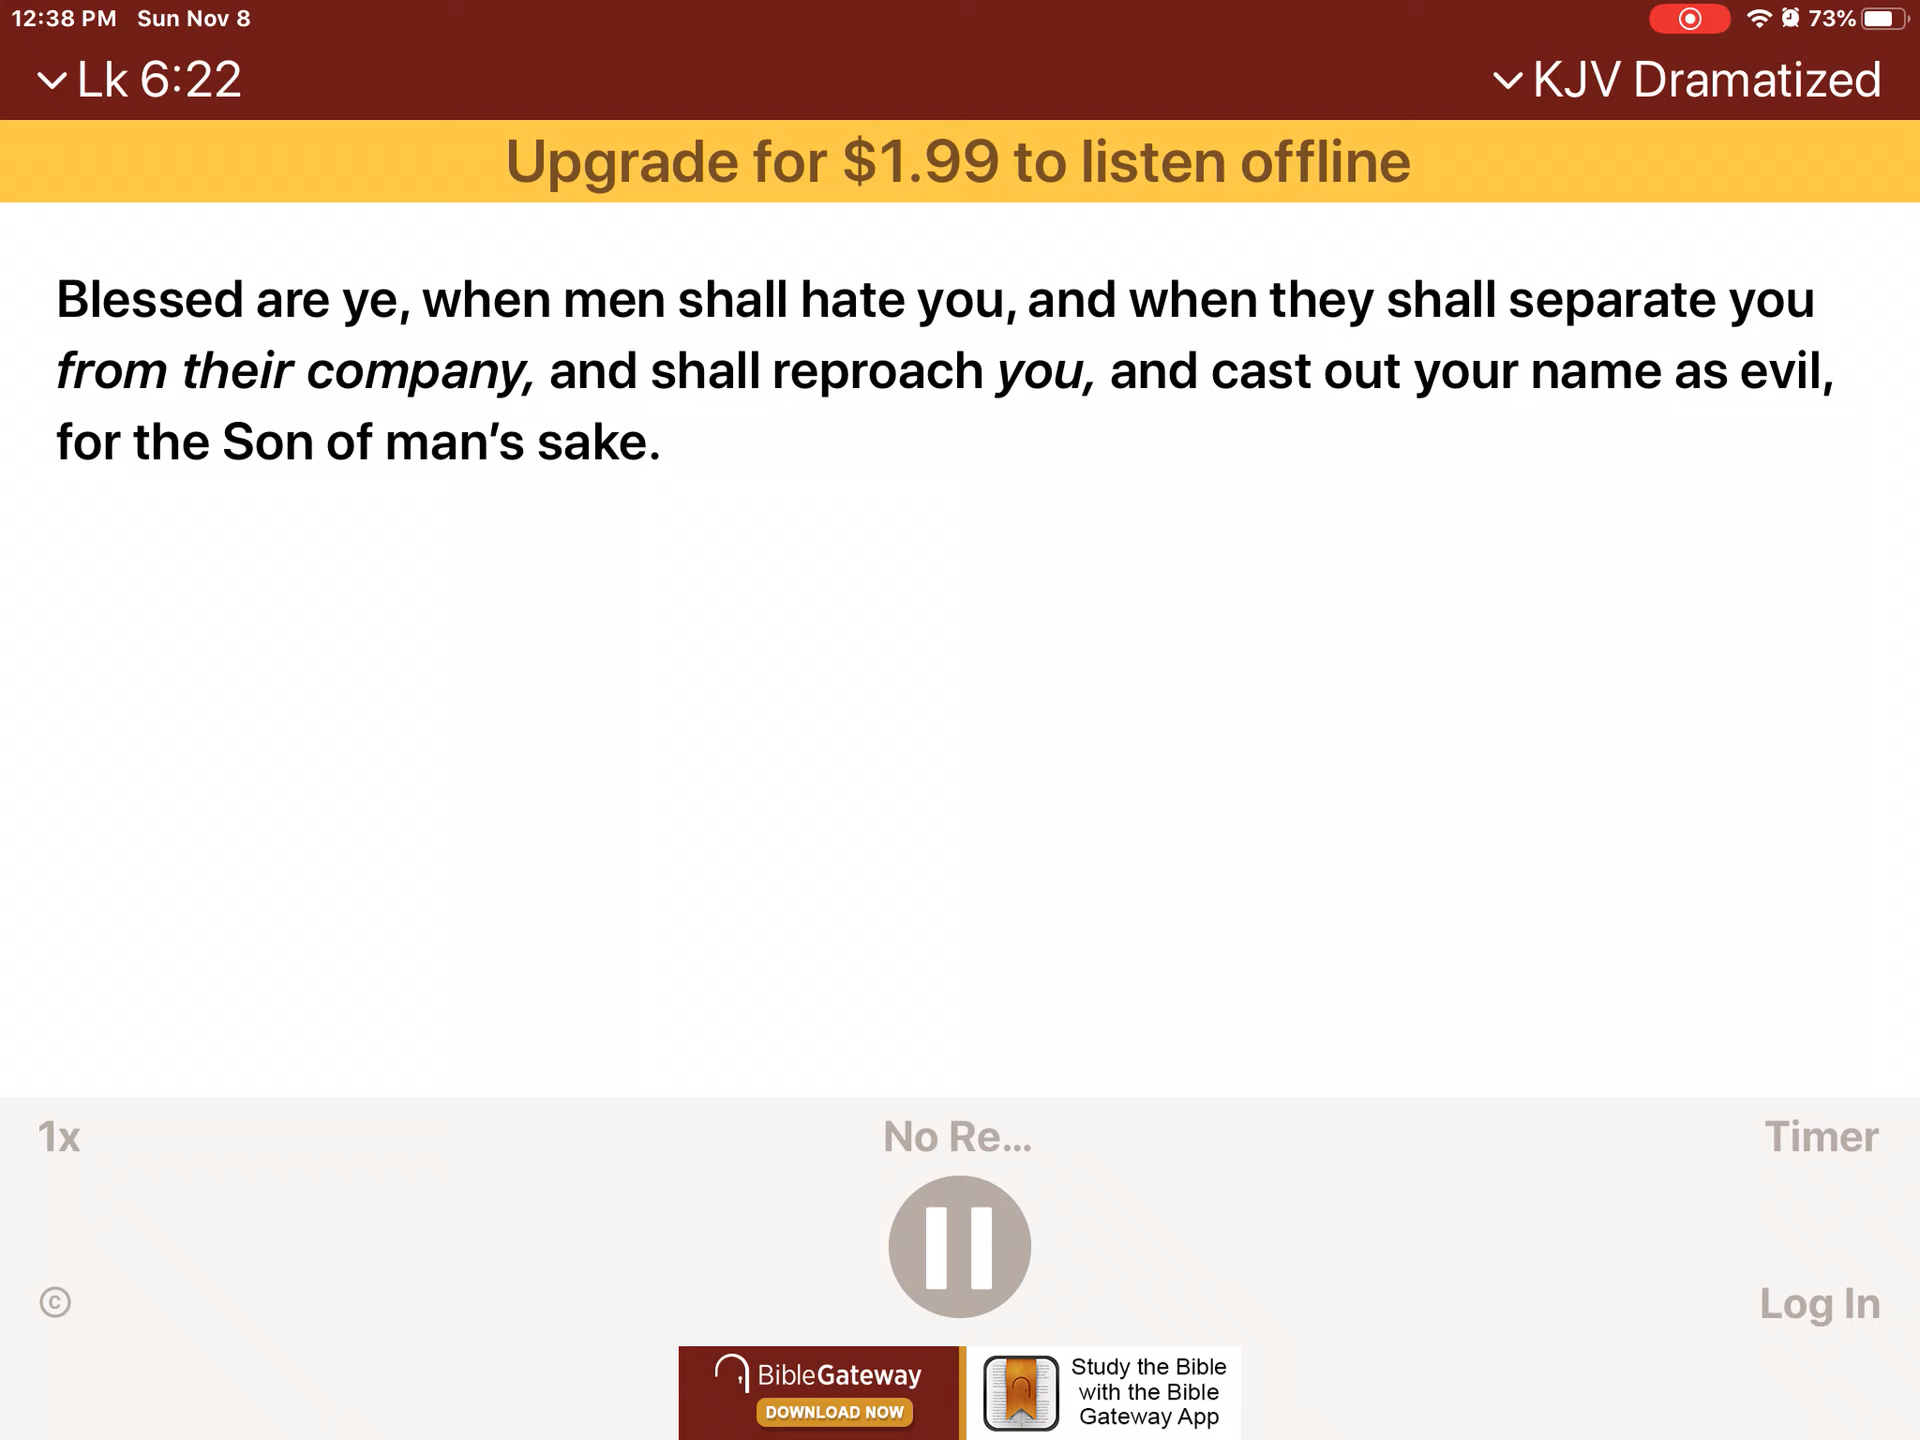 12:38 PM Sun Nov 8
73%
Lk 6:22
KJV Dramatized
Upgrade for $1.99 to listen offline
Blessed are ye, when men shall hate you, and when they shall separate you
from their company, and shall reproach you, and cast out your name as evil,
for the Son of man’s sake.
1x
No Re...
Timer
©
Log In
BibleGateway
DOWNLOAD NOW
Study the Bible
with the Bible
Gateway App